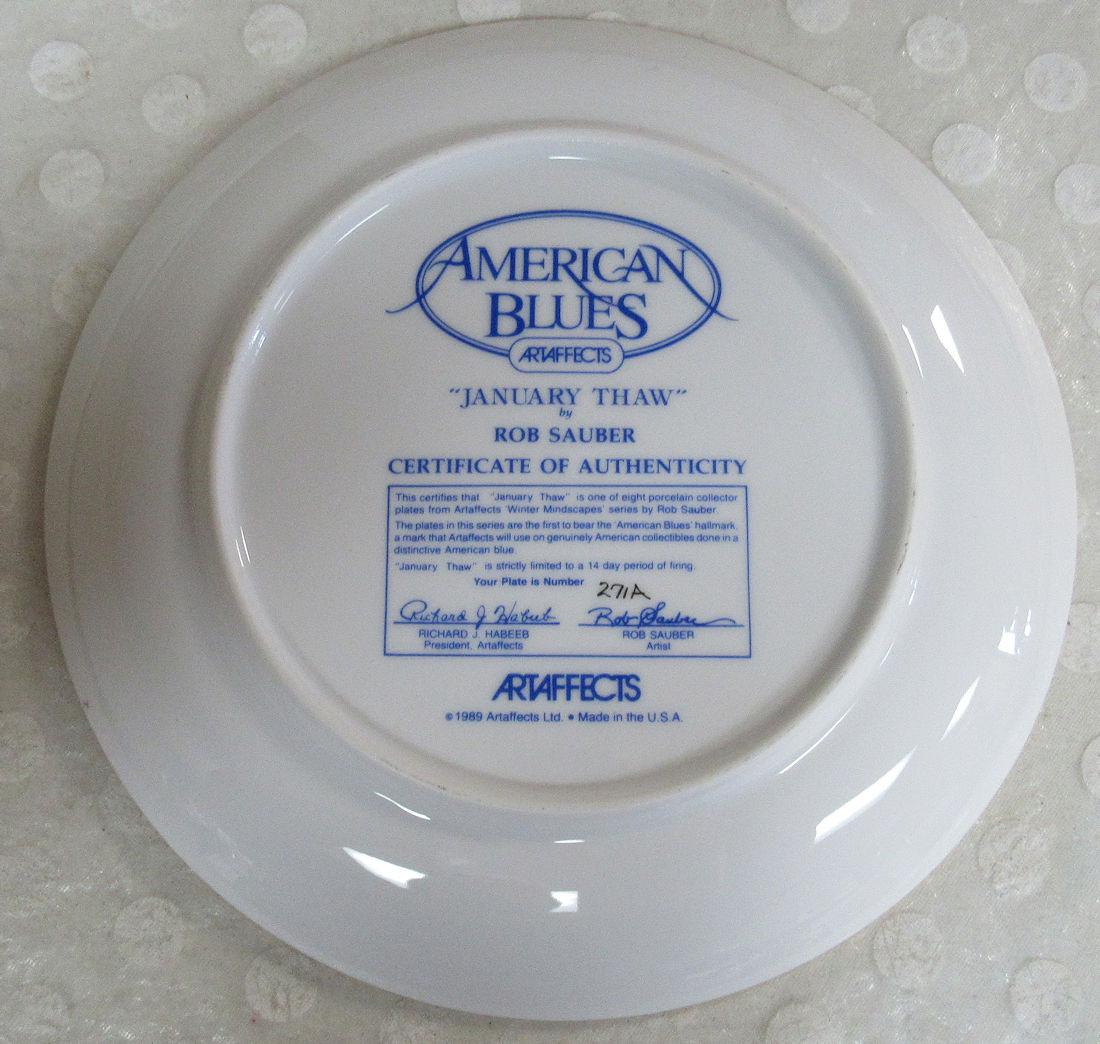 AMERICAN
BLUES
ARTAFFECTS
"JANUARY THAW"
by
ROB SAUBER
CERTIFICATE OF AUTHENTICITY
This certifies that "January Thaw" is one of eight porcelain collector
plates from Artaffects 'Winter Mindscapes' series by Rob Sauber.
The plates in this series are the first to bear the 'American Blues' hallmark,
a mark that Artaffects will use on genuinely American collectibles done in a
distinctive American blue.
"January Thaw" is strictly limited to a 14 day period of firing.
Your Plate is Number 271A
Richard J. Habeeb Rob Sauber
RICHARD J. HABEEB ROB SAUBER
President, Artaffects Artist
ARTAFFECTS
© 1989 Artaffects Ltd. • Made in the U.S.A.